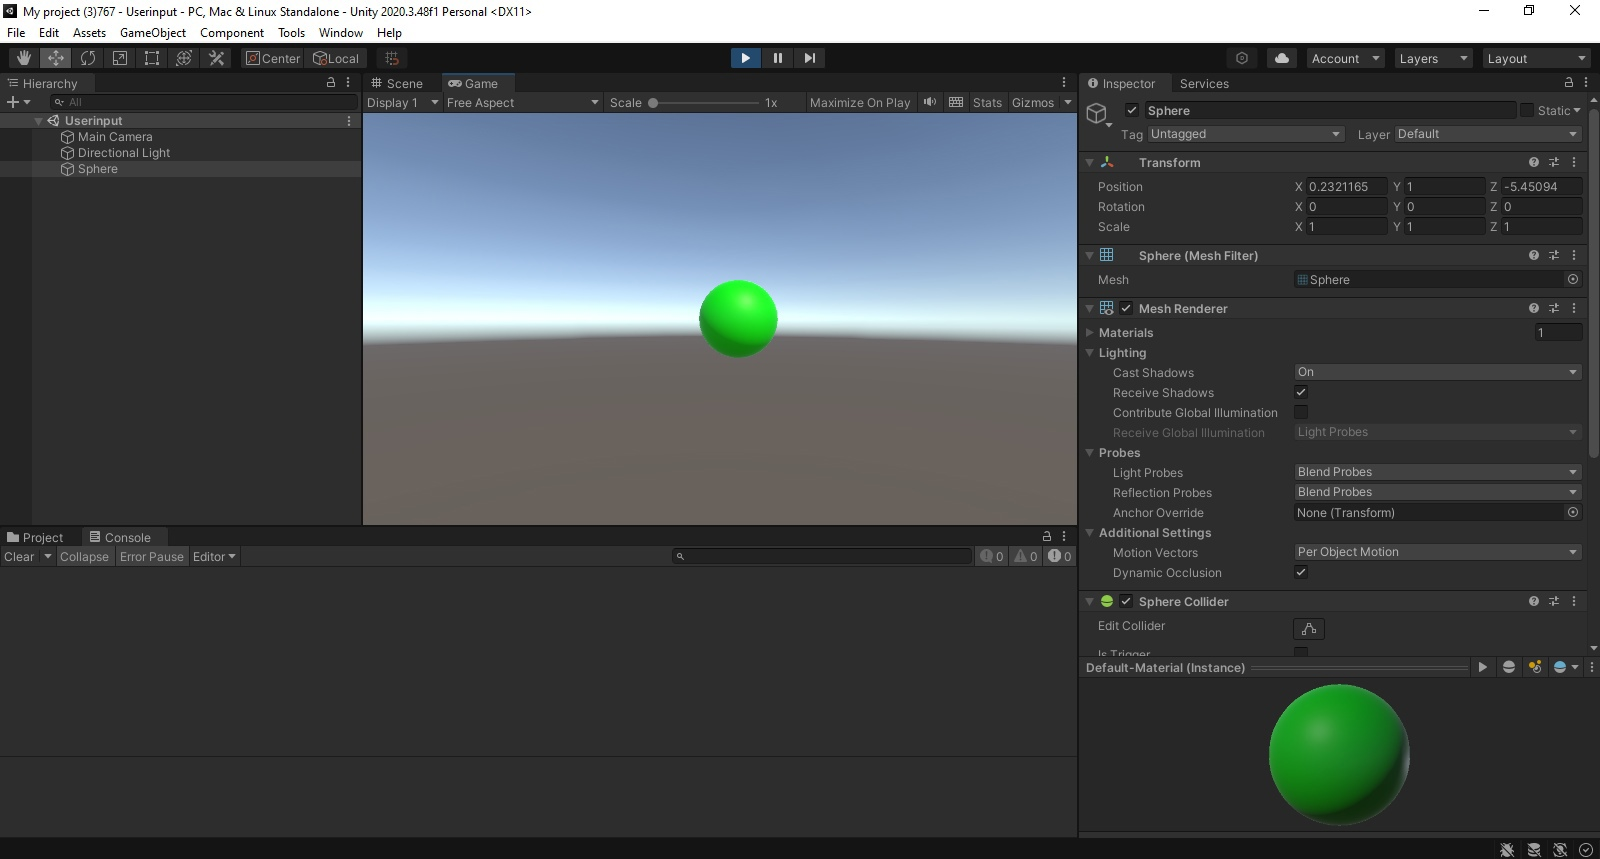 My project (3)767 - Userinput - PC, Mac & Linux Standalone - Unity 2020.3.48f1 Personal <DX11>
File Edit Assets GameObject Component Tools Window Help
Center Local Account Layers Layout
Hierarchy
All
Userinput
Main Camera
Directional Light
Sphere
Scene Game
Display 1 Free Aspect Scale 1x Maximize On Play Stats Gizmos
Project Console
Clear Collapse Error Pause Editor 0 0 0
Inspector Services
Sphere Static
Tag Untagged Layer Default
Transform
Position X 0.2321165 Y 1 Z -5.45094
Rotation X 0 Y 0 Z 0
Scale X 1 Y 1 Z 1
Sphere (Mesh Filter)
Mesh Sphere
Mesh Renderer
Materials 1
Lighting
Cast Shadows On
Receive Shadows
Contribute Global Illumination
Receive Global Illumination Light Probes
Probes
Light Probes Blend Probes
Reflection Probes Blend Probes
Anchor Override None (Transform)
Additional Settings
Motion Vectors Per Object Motion
Dynamic Occlusion
Sphere Collider
Edit Collider
Is Trigger
Default-Material (Instance)